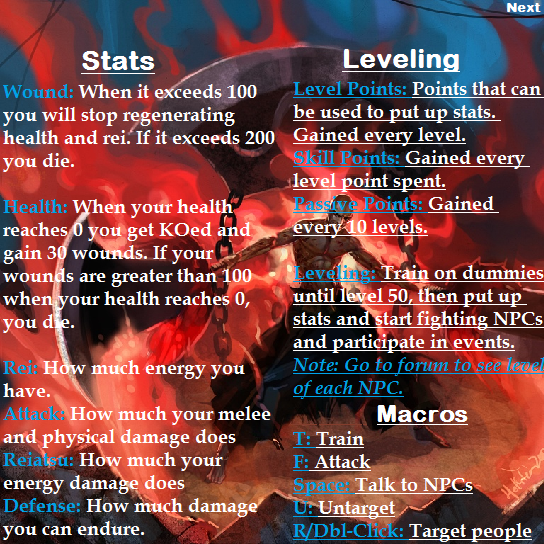 Next
Stats
Wound: When it exceeds 100
you will stop regenerating
health and rei. If it exceeds 200
you die.
Health: When your health
reaches 0 you get KOed and
gain 30 wounds. If your
wounds are greater than 100
when your health reaches 0,
you die.
Rei: How much energy you
have.
Attack: How much your melee
and physical damage does
Reiatsu: How much your
energy damage does
Defense: How much damage
you can endure.
Leveling
Level Points: Points that can
be used to put up stats.
Gained every level.
Skill Points: Gained every
level point spent.
Passive Points: Gained
every 10 levels.
Leveling: Train on dummies
until level 50, then put up
stats and start fighting NPCs
and participate in events.
Note: Go to forum to see level
of each NPC.
Macros
T: Train
F: Attack
Space: Talk to NPCs
U: Untarget
R/Dbl-Click: Target people